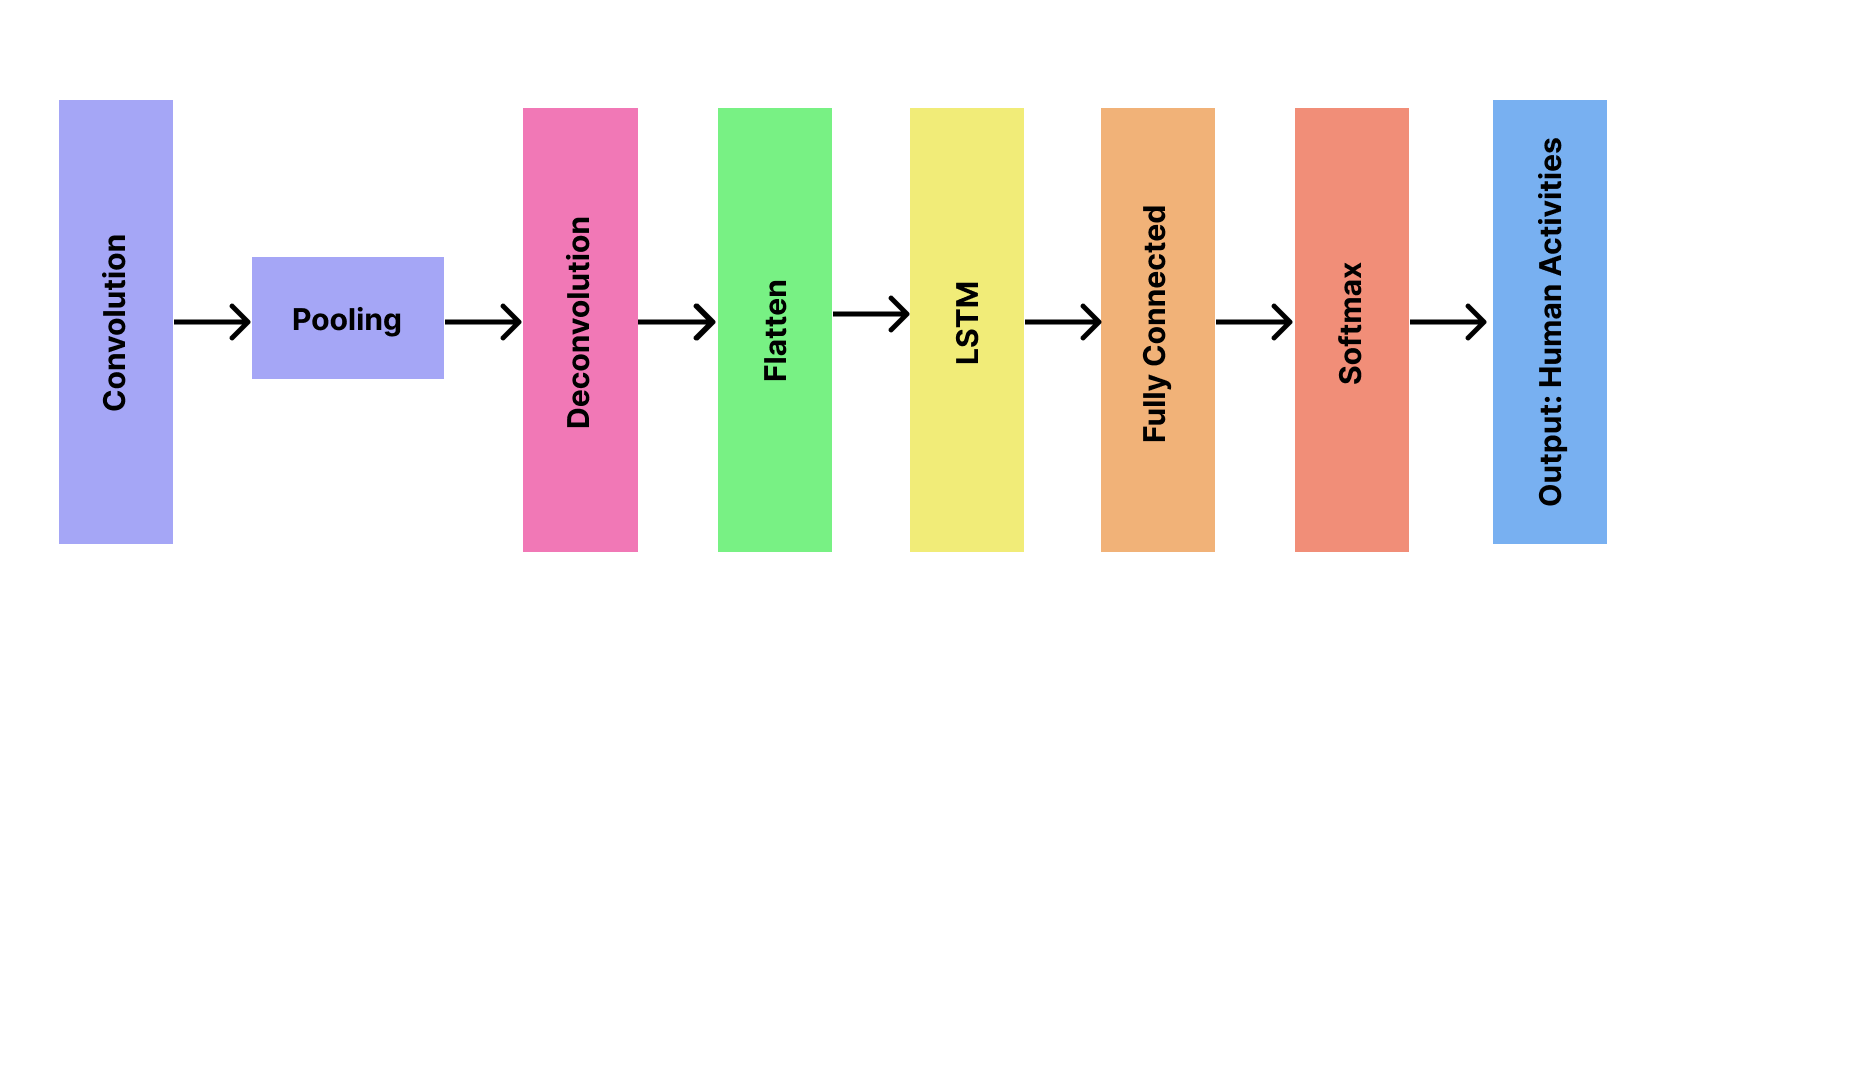 Convolution
Pooling
Deconvolution
Flatten
LSTM
Fully Connected
Softmax
Output: Human Activities